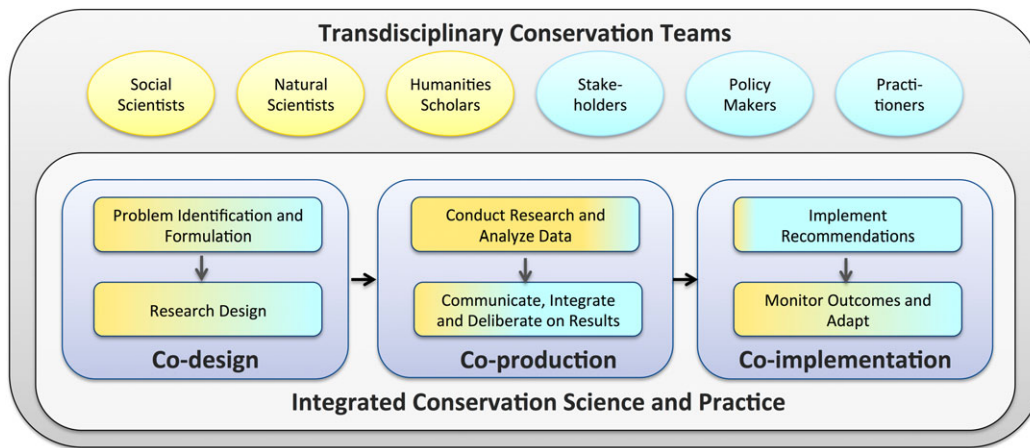 Transdisciplinary Conservation Teams
Social
Scientists
Natural
Scientists
Humanities
Scholars
Stake-
holders
Policy
Makers
Practi-
tioners
Problem Identification and
Formulation
Research Design
Co-design
Conduct Research and
Analyze Data
Communicate, Integrate
and Deliberate on Results
Co-production
Implement
Recommendations
Monitor Outcomes and
Adapt
Co-implementation
Integrated Conservation Science and Practice